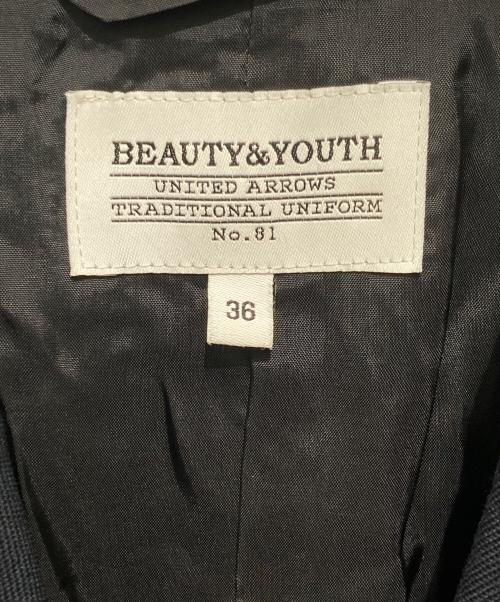 BEAUTY&YOUTH
UNITED ARROWS
TRADITIONAL UNIFORM
No.81
36